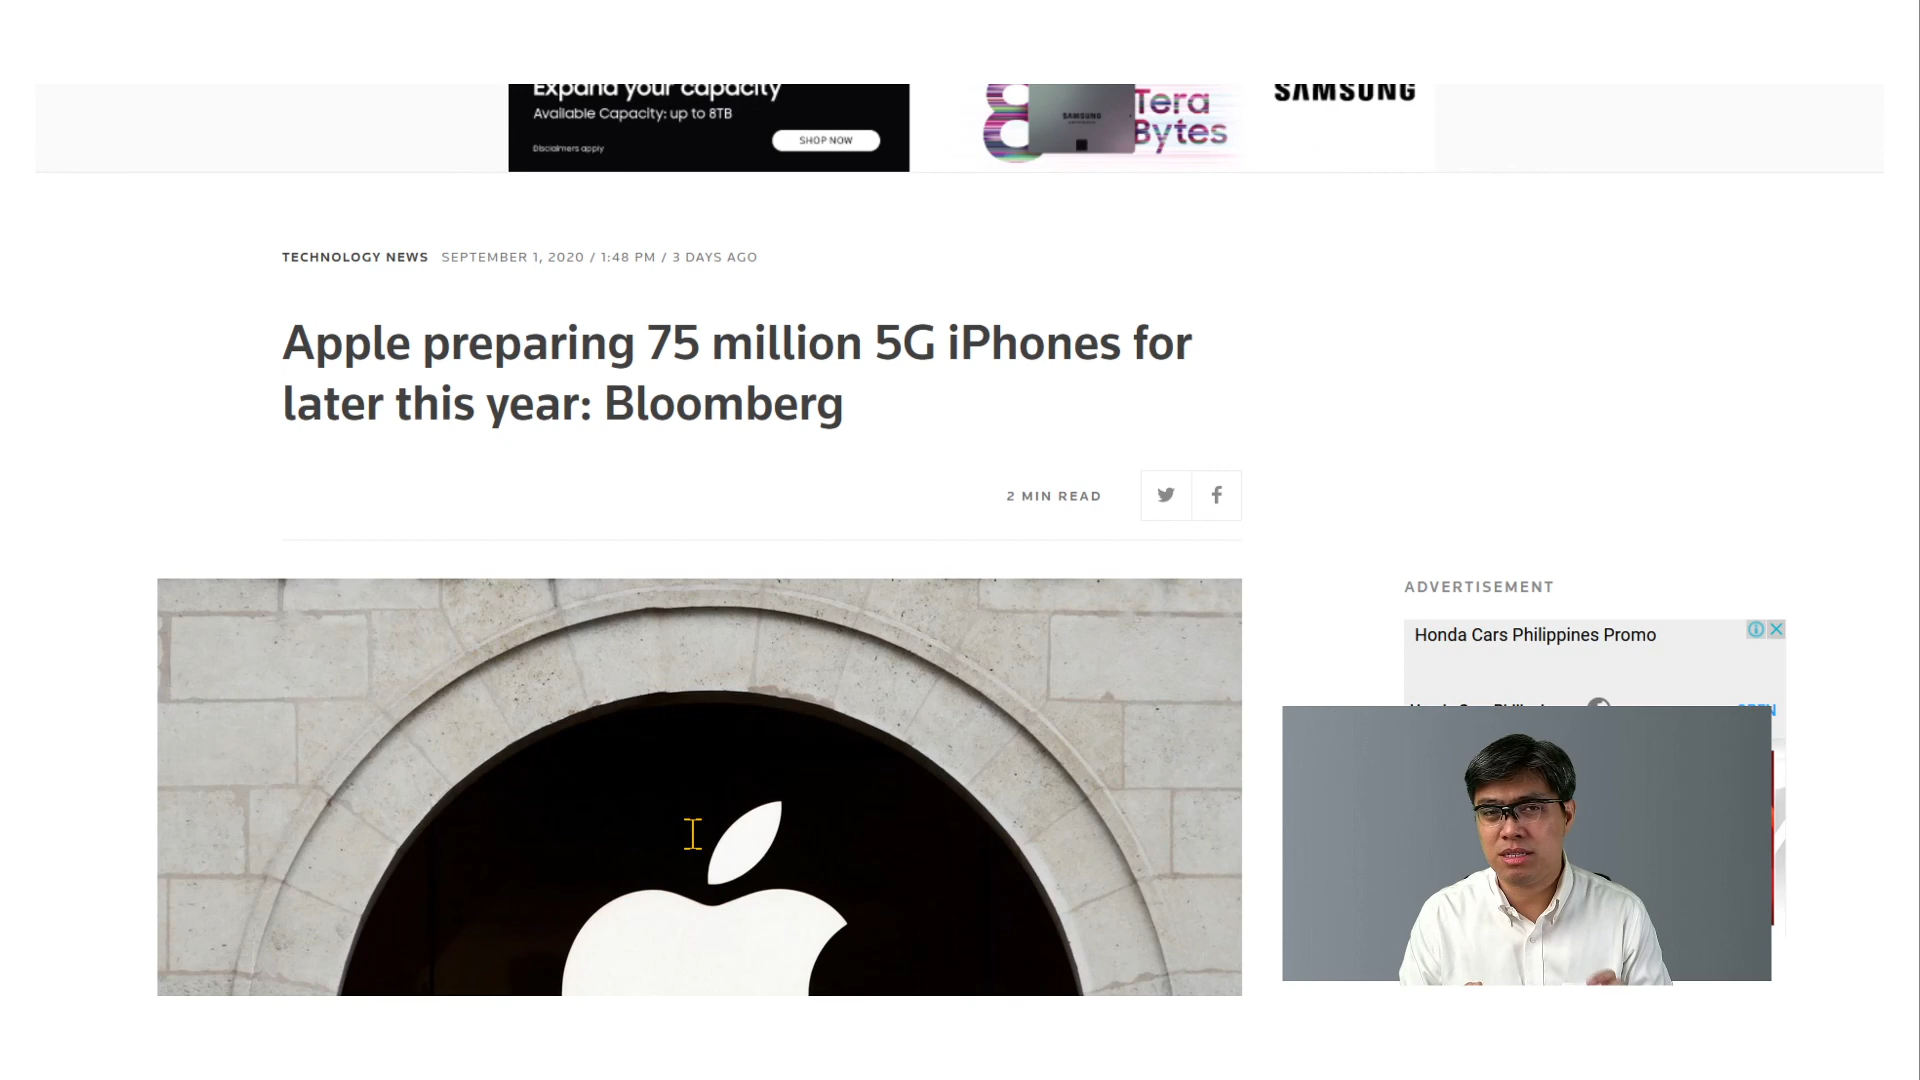 Expand your capacity
Available Capacity: up to 8TB
SHOP NOW
Disclaimers apply
8 Tera
Bytes
SAMSUNG
SAMSUNG
TECHNOLOGY NEWS SEPTEMBER 1, 2020 / 1:48 PM / 3 DAYS AGO
Apple preparing 75 million 5G iPhones for
later this year: Bloomberg
2 MIN READ
ADVERTISEMENT
Honda Cars Philippines Promo